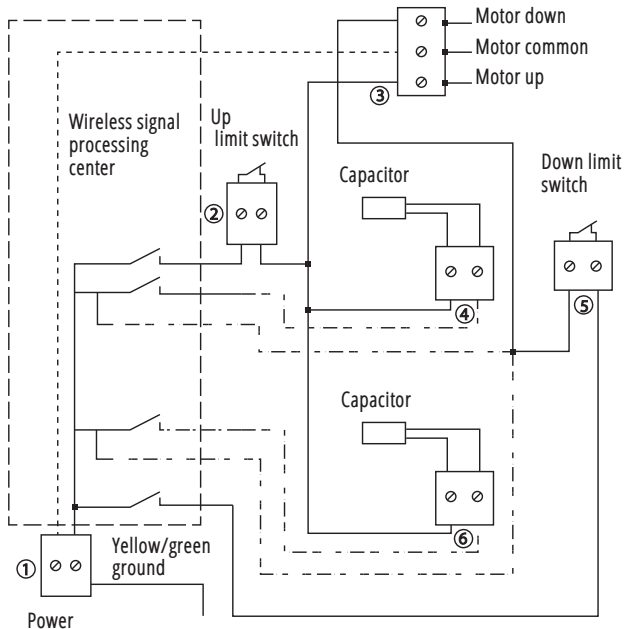 Motor down
Motor common
Motor up
③
Wireless signal
processing
center
Up
limit switch
②
Capacitor
Down limit
switch
④
⑤
Capacitor
⑥
①
Yellow/green
ground
Power